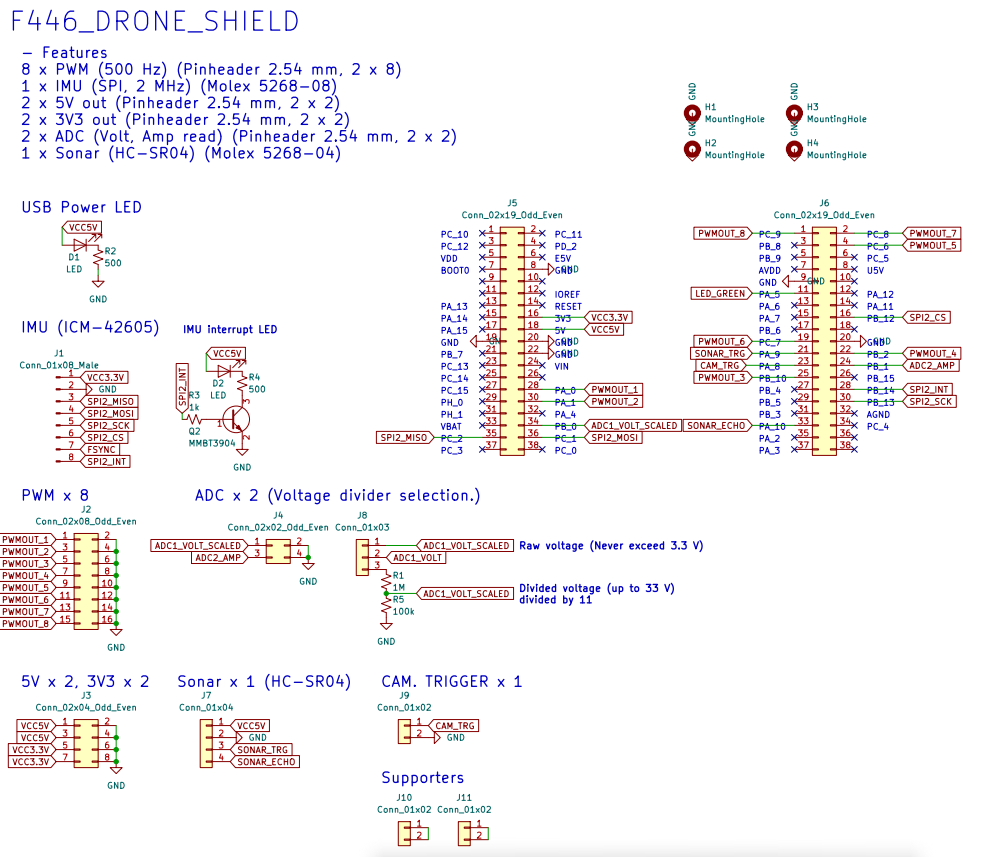 F446_DRONE_SHIELD
- Features
8 x PWM (500 Hz) (Pinheader 2.54 mm, 2 x 8)
1 x IMU (SPI, 2 MHz) (Molex 5268-08)
2 x 5V out (Pinheader 2.54 mm, 2 x 2)
2 x 3V3 out (Pinheader 2.54 mm, 2 x 2)
2 x ADC (Volt, Amp read) (Pinheader 2.54 mm, 2 x 2)
1 x Sonar (HC-SR04) (Molex 5268-04)
GND
H1
MountingHole
GND
H2
MountingHole
GND
H3
MountingHole
GND
H4
MountingHole
USB Power LED
VCC5V
D1
LED
R2
500
GND
IMU (ICM-42605)
J1
Conn_01x08_Male
1 VCC3.3V
2 GND
3 SPI2_MISO
4 SPI2_MOSI
5 SPI2_SCK
6 SPI2_CS
7 FSYNC
8 SPI2_INT
IMU interrupt LED
VCC5V
D2
LED
R4
500
SPI2_INT
R3
1k
1
3
2
Q2
MMBT3904
GND
J5
Conn_02x19_Odd_Even
PC_10 1 2 PC_11
PC_12 3 4 PD_2
VDD 5 6 E5V
BOOT0 7 8 GND GND
9 10
11 12 IOREF
PA_13 13 14 RESET
PA_14 15 16 3V3 VCC3.3V
PA_15 17 18 5V VCC5V
GND GND 19 20 GND GND
PB_7 21 22 GND GND
PC_13 23 24 VIN
PC_14 25 26
PC_15 27 28 PA_0 PWMOUT_1
PH_0 29 30 PA_1 PWMOUT_2
PH_1 31 32 PA_4
VBAT 33 34 PB_0 ADC1_VOLT_SCALED
SPI2_MISO PC_2 35 36 PC_1 SPI2_MOSI
PC_3 37 38 PC_0
J6
Conn_02x19_Odd_Even
PWMOUT_8 PC_9 1 2 PC_8 PWMOUT_7
PB_8 3 4 PC_6 PWMOUT_5
PB_9 5 6 PC_5
AVDD 7 8 U5V
GND GND 9 10
LED_GREEN PA_5 11 12 PA_12
PA_6 13 14 PA_11
PA_7 15 16 PB_12 SPI2_CS
PB_6 17 18
PWMOUT_6 PC_7 19 20 GND GND
SONAR_TRG PA_9 21 22 PB_2 PWMOUT_4
CAM_TRG PA_8 23 24 PB_1 ADC2_AMP
PWMOUT_3 PB_10 25 26 PB_15
PB_4 27 28 PB_14 SPI2_INT
PB_5 29 30 PB_13 SPI2_SCK
PB_3 31 32 AGND
SONAR_ECHO PA_10 33 34 PC_4
PA_2 35 36
PA_3 37 38
PWM x 8
J2
Conn_02x08_Odd_Even
PWMOUT_1 1 2
PWMOUT_2 3 4
PWMOUT_3 5 6
PWMOUT_4 7 8
PWMOUT_5 9 10
PWMOUT_6 11 12
PWMOUT_7 13 14
PWMOUT_8 15 16
GND
ADC x 2 (Voltage divider selection.)
J4
Conn_02x02_Odd_Even
ADC1_VOLT_SCALED 1 2
ADC2_AMP 3 4
GND
J8
Conn_01x03
1 ADC1_VOLT_SCALED Raw voltage (Never exceed 3.3 V)
2 ADC1_VOLT
3
R1
1M
ADC1_VOLT_SCALED Divided voltage (up to 33 V)
divided by 11
R5
100k
GND
5V x 2, 3V3 x 2
J3
Conn_02x04_Odd_Even
VCC5V 1 2
VCC5V 3 4
VCC3.3V 5 6
VCC3.3V 7 8
GND
Sonar x 1 (HC-SR04)
J7
Conn_01x04
1 VCC5V
2 GND
3 SONAR_TRG
4 SONAR_ECHO
CAM. TRIGGER x 1
J9
Conn_01x02
1 CAM_TRG
2 GND
Supporters
J10
Conn_01x02
1
2
J11
Conn_01x02
1
2